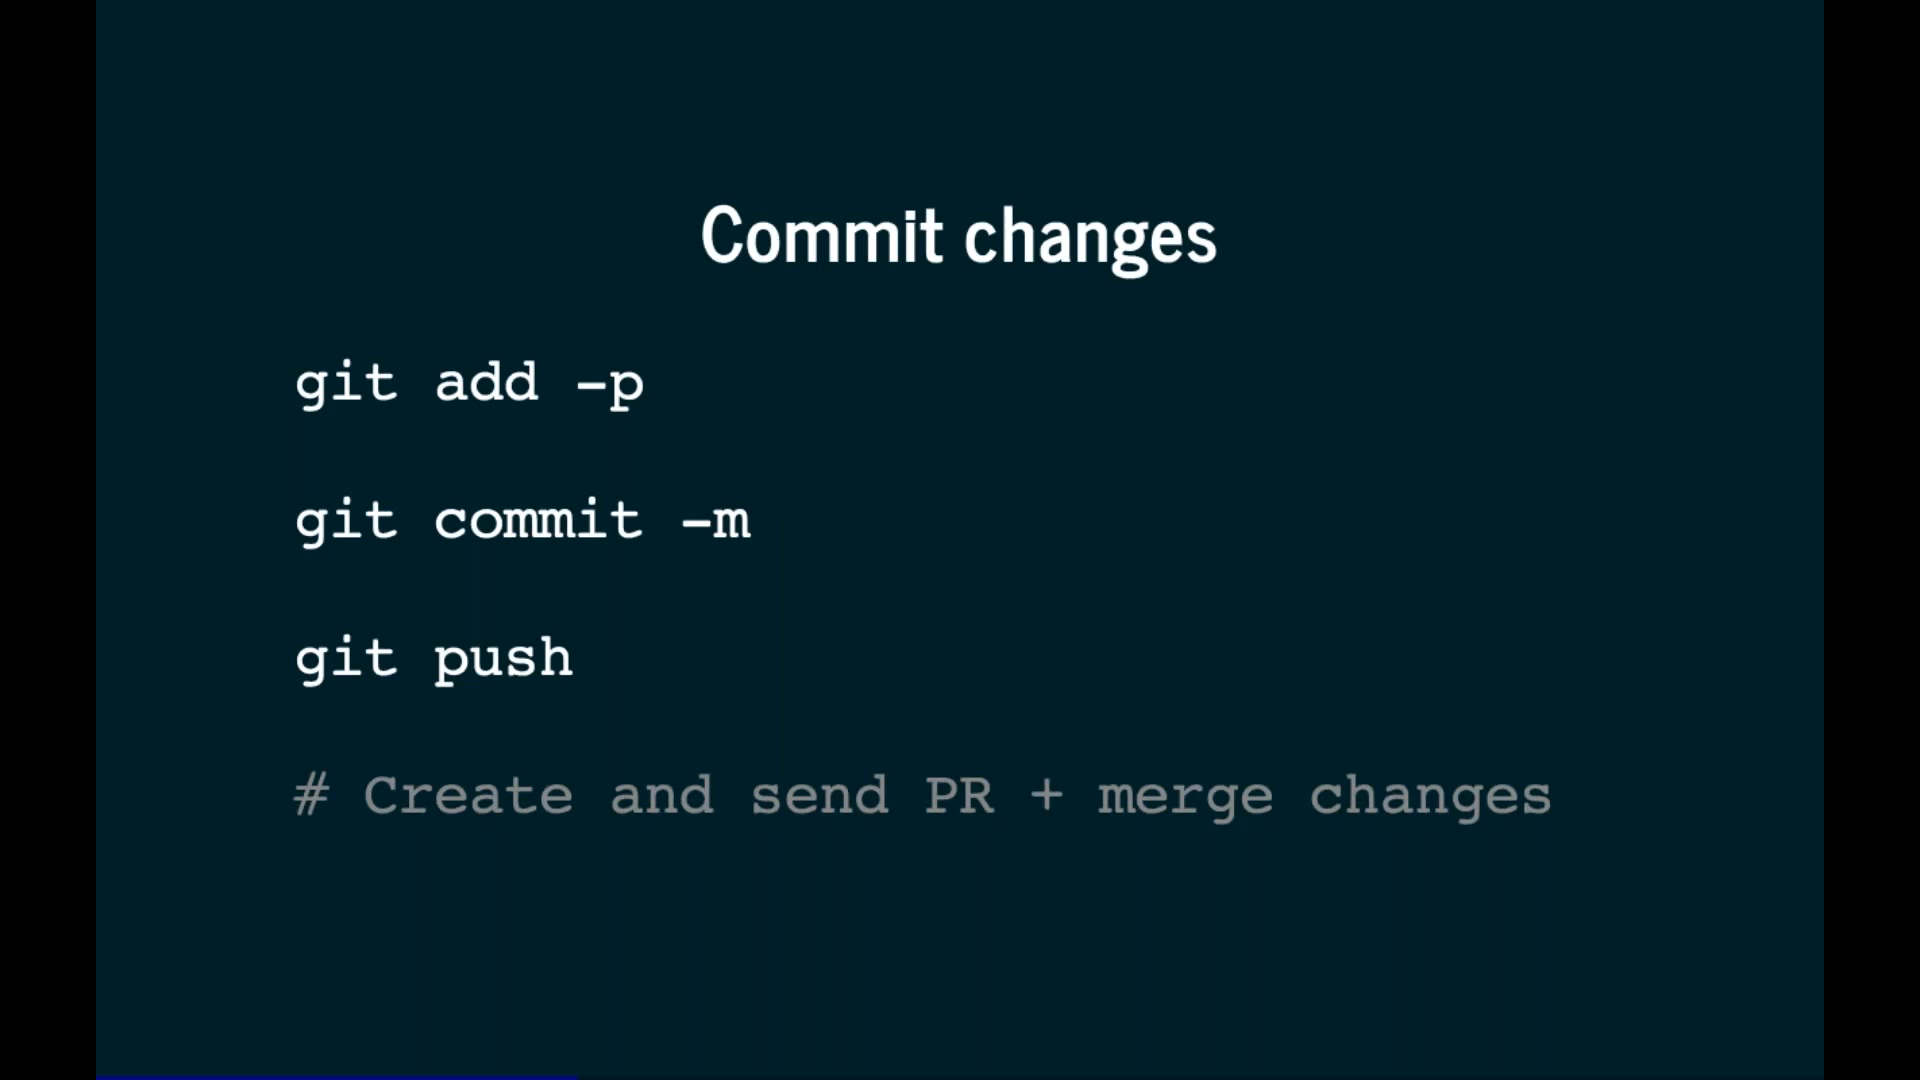 Commit changes
git add -p
git commit -m
git push
# Create and send PR + merge changes